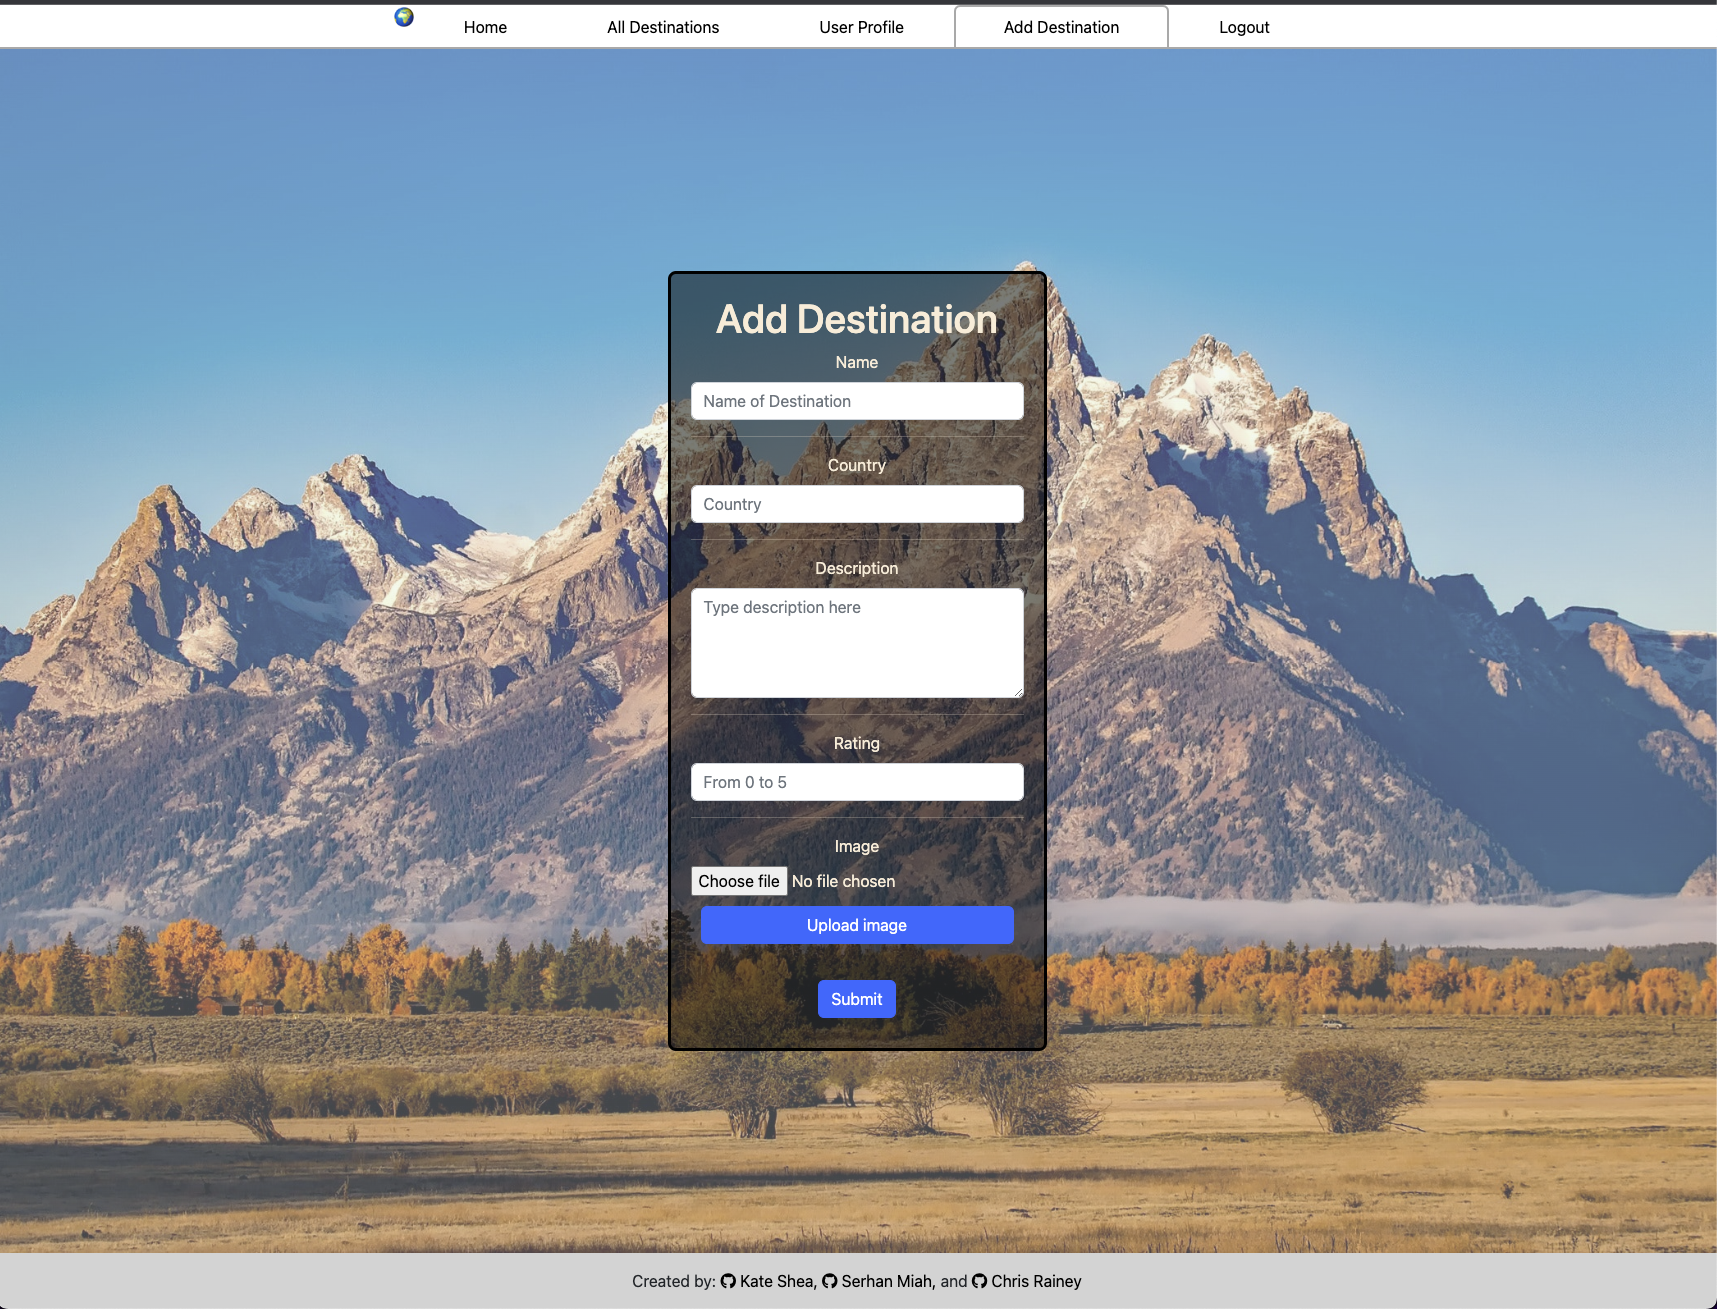 Home All Destinations User Profile Add Destination Logout
Add Destination
Name
Name of Destination
Country
Country
Description
Type description here
Rating
From 0 to 5
Image
Choose file No file chosen
Upload image
Submit
Created by: Kate Shea, Serhan Miah, and Chris Rainey